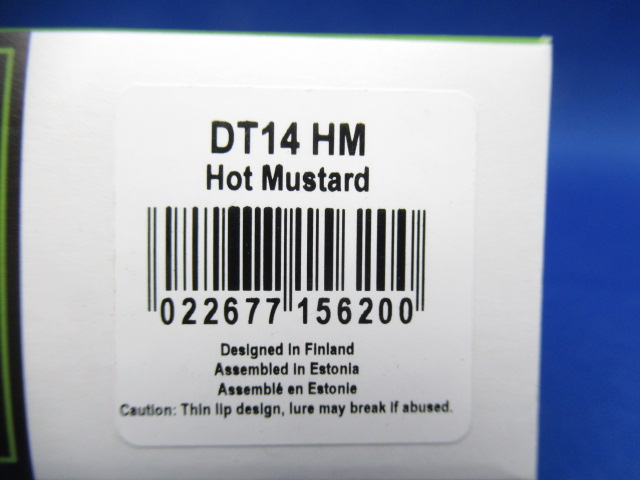 DT14 HM
Hot Mustard
022677 156200
Designed in Finland
Assembled in Estonia
Assemblé en Estonie
Caution: Thin lip design, lure may break if abused.